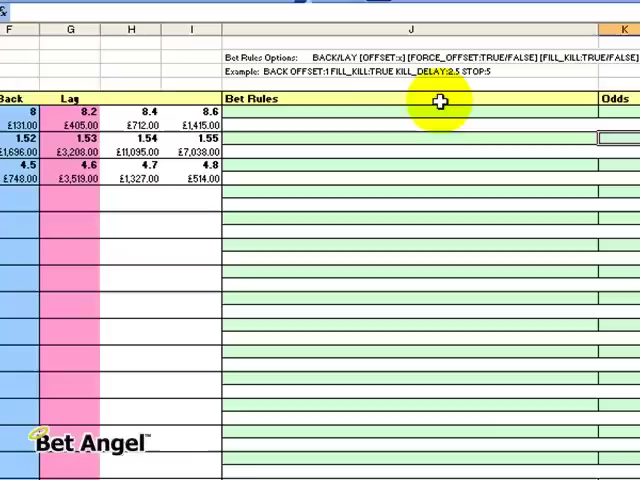 F G H I J K
Bet Rules Options: BACK/LAY [OFFSET:x] [FORCE_OFFSET:TRUE/FALSE] [FILL_KILL:TRUE/FALSE]
Example: BACK OFFSET:1 FILL_KILL:TRUE KILL_DELAY:2.5 STOP:5
Back Lay Bet Rules Odds
8 8.2 8.4 8.6
£131.00 £405.00 £712.00 £1,415.00
1.52 1.53 1.54 1.55
£1,696.00 £3,208.00 £11,095.00 £7,038.00
4.5 4.6 4.7 4.8
£748.00 £3,519.00 £1,327.00 £514.00
Bet Angel™